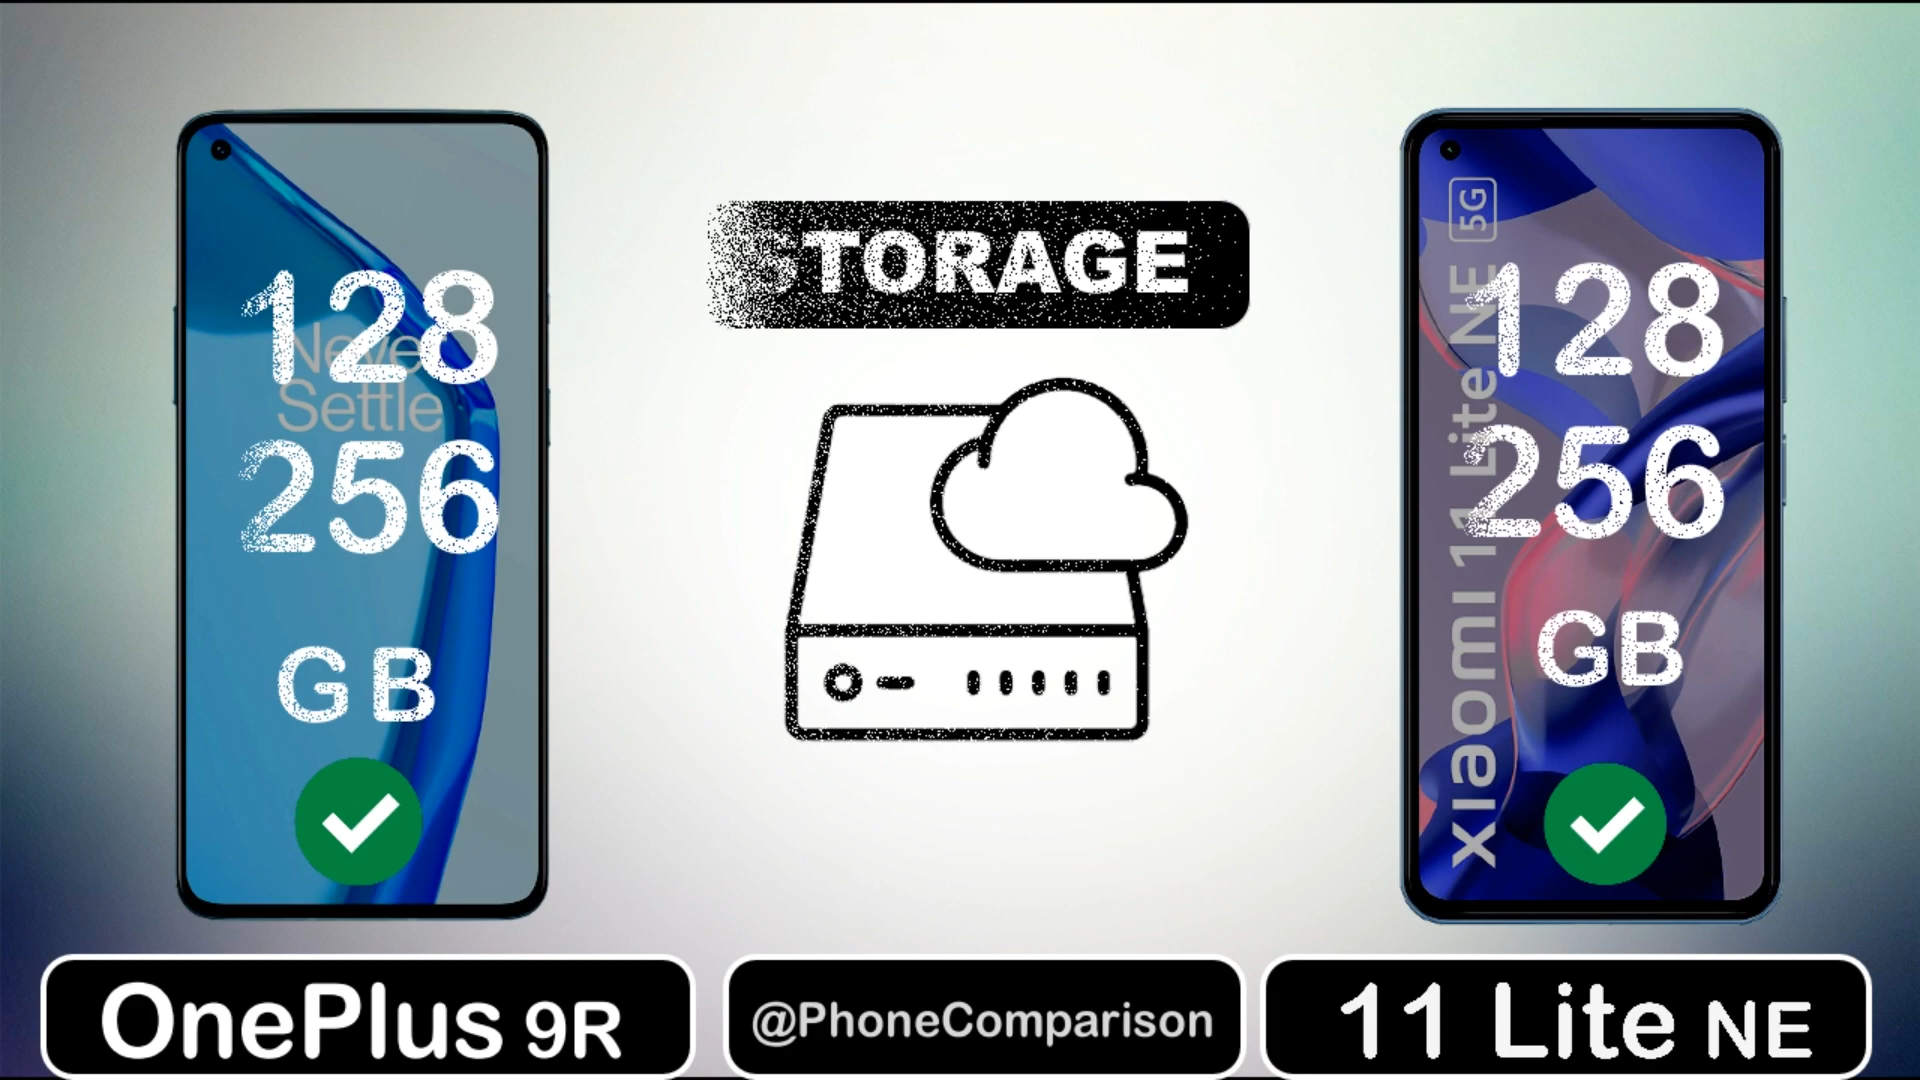 STORAGE
Never
Settle
128
256
GB
xiaomi 11 Lite NE 5G
128
256
GB
OnePlus 9R
@PhoneComparison
11 Lite NE